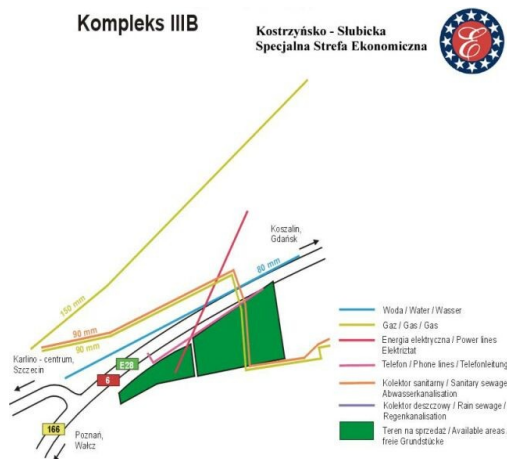 Kompleks IIIB
Kostrzyńsko - Słubicka
Specjalna Strefa Ekonomiczna
E
Koszalin,
Gdańsk
150 mm
80 mm
90 mm
90 mm
Karlino - centrum,
Szczecin
E28
6
166
Poznań,
Wałcz
Woda / Water / Wasser
Gaz / Gas / Gas
Energia elektryczna / Power lines
Elektriztat
Telefon / Phone lines / Telefonleitung
Kolektor sanitarny / Sanitary sewage
Abwasserkanalisation
Kolektor deszczowy / Rain sewage /
Regenkanalisation
Teren na sprzedaż / Available areas
freie Grundstücke